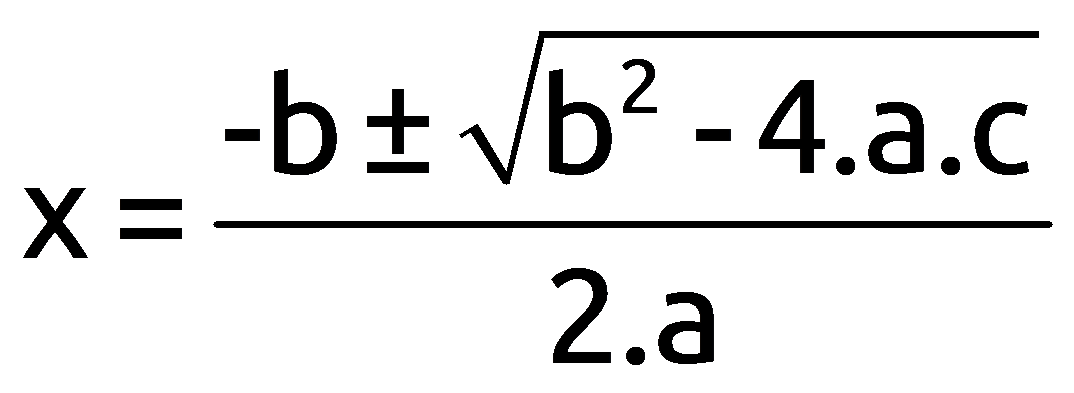 x = -b ± √b² - 4.a.c
2.a